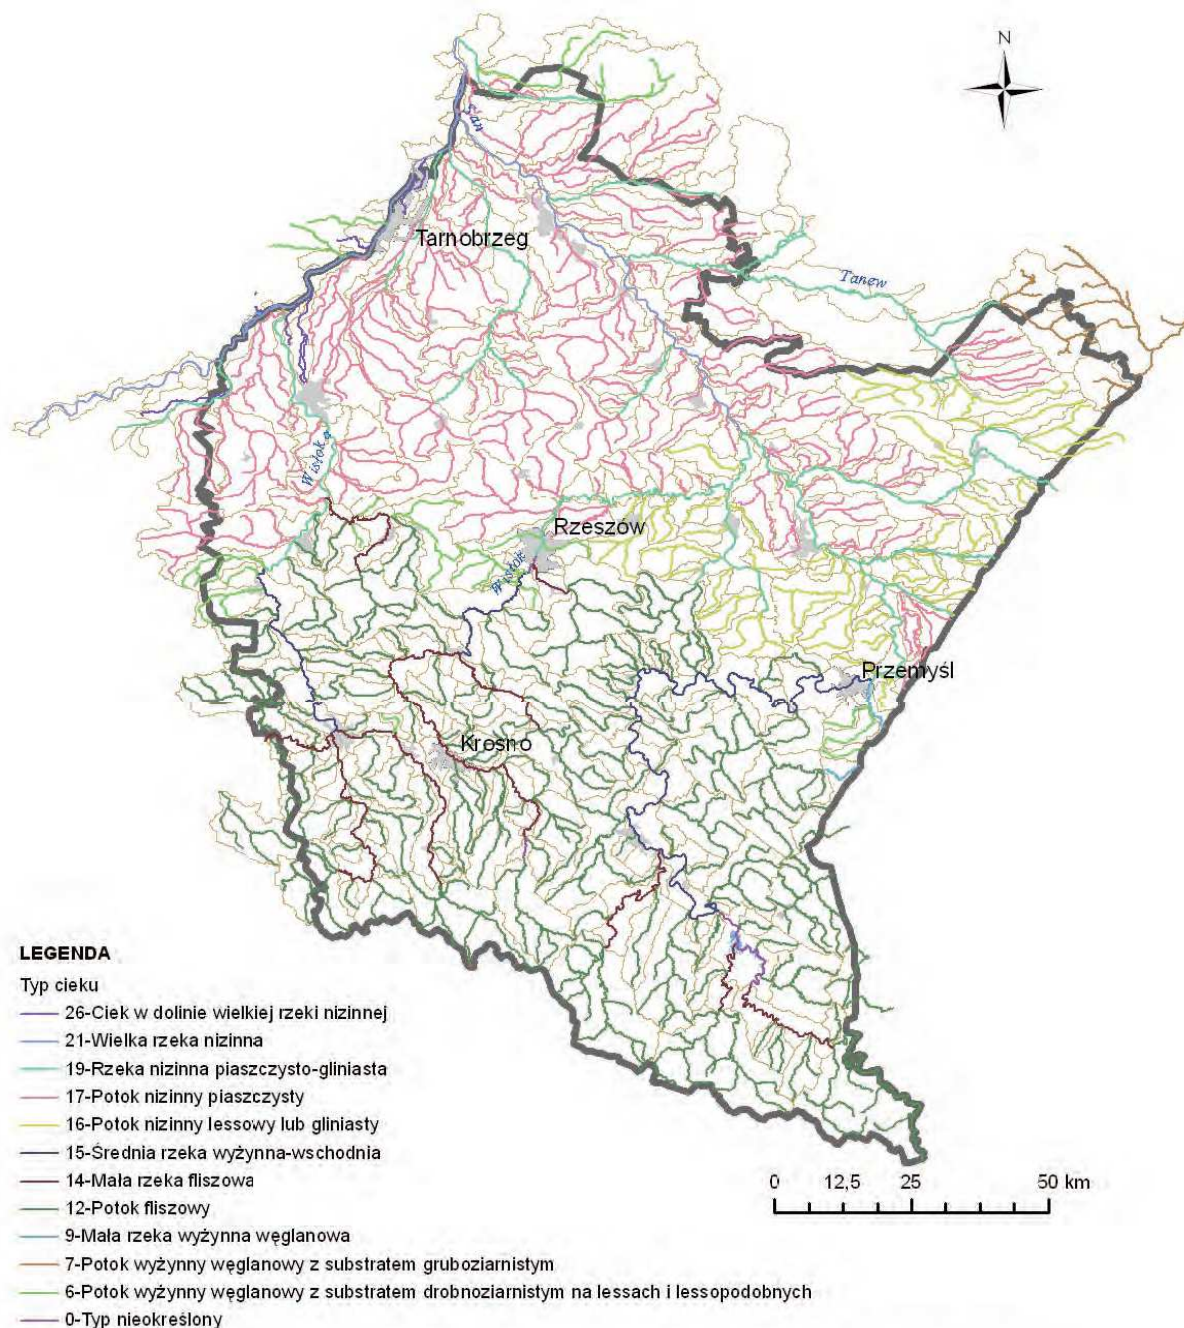 N
San
Tarnobrzeg
Tanew
Wisłoka
Rzeszów
Wisłok
Przemyśl
Krosno
LEGENDA
Typ cieku
26-Ciek w dolinie wielkiej rzeki nizinnej
21-Wielka rzeka nizinna
19-Rzeka nizinna piaszczysto-gliniasta
17-Potok nizinny piaszczysty
16-Potok nizinny lessowy lub gliniasty
15-Średnia rzeka wyżynna-wschodnia
14-Mała rzeka fliszowa
12-Potok fliszowy
9-Mała rzeka wyżynna węglanowa
7-Potok wyżynny węglanowy z substratem gruboziarnistym
6-Potok wyżynny węglanowy z substratem drobnoziarnistym na lessach i lessopodobnych
0-Typ nieokreślony
0 12,5 25 50 km